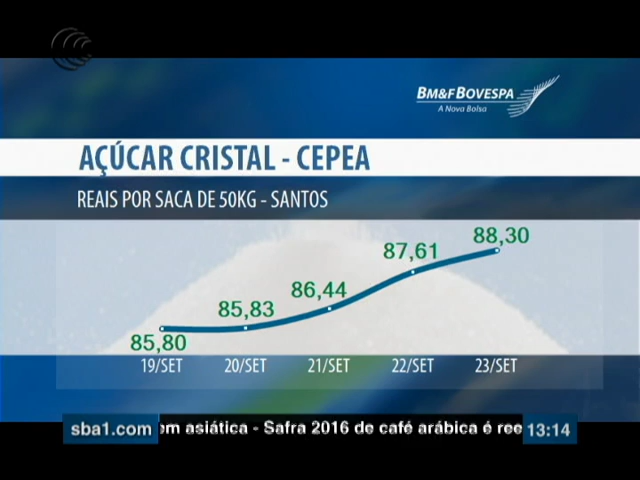 BM&FBOVESPA
A Nova Bolsa
AÇÚCAR CRISTAL - CEPEA
REAIS POR SACA DE 50KG - SANTOS
85,80 85,83 86,44 87,61 88,30
19/SET 20/SET 21/SET 22/SET 23/SET
sba1.com em asiática - Safra 2016 de café arábica é ree 13:14